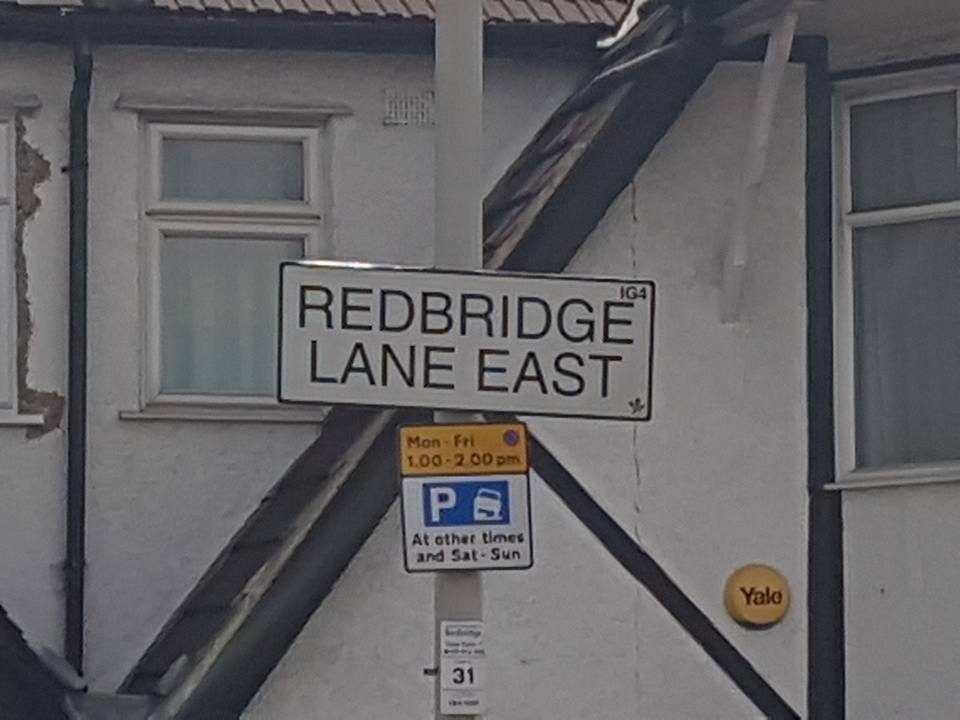 IG4
REDBRIDGE
LANE EAST
Mon - Fri
1.00 - 2.00 pm
P
At other times
and Sat - Sun
Yale
Redbridge
31